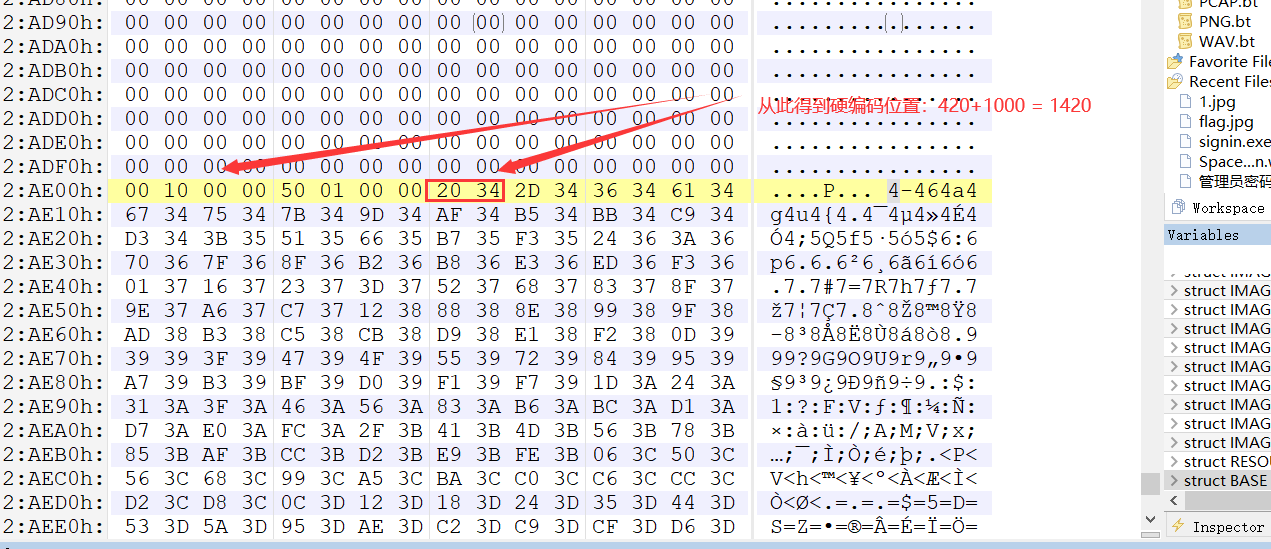 2:AD90h: 00 00 00 00 00 00 00 00 00 (00) 00 00 00 00 00 00 .........(.)......
2:ADA0h: 00 00 00 00 00 00 00 00 00 00 00 00 00 00 00 00 ................
2:ADB0h: 00 00 00 00 00 00 00 00 00 00 00 00 00 00 00 00 ................
2:ADC0h: 00 00 00 00 00 00 00 00 00 00 00 00 00 00 00 00 ................
从此得到硬编码位置：420+1000 = 1420
2:ADD0h: 00 00 00 00 00 00 00 00 00 00 00 00 00 00 00 00 ................
2:ADE0h: 00 00 00 00 00 00 00 00 00 00 00 00 00 00 00 00 ................
2:ADF0h: 00 00 00 00 00 00 00 00 00 00 00 00 00 00 00 00 ................
2:AE00h: 00 10 00 00 50 01 00 00 20 34 2D 34 36 34 61 34 ....P... 4-464a4
2:AE10h: 67 34 75 34 7B 34 9D 34 AF 34 B5 34 BB 34 C9 34 g4u4{4.4¯4µ4»4É4
2:AE20h: D3 34 3B 35 51 35 66 35 B7 35 F3 35 24 36 3A 36 Ó4;5Q5f5·5ó5$6:6
2:AE30h: 70 36 7F 36 8F 36 B2 36 B8 36 E3 36 ED 36 F3 36 p6.6.6²6¸6ã6í6ó6
2:AE40h: 01 37 16 37 23 37 3D 37 52 37 68 37 83 37 8F 37 .7.7#7=7R7h7ƒ7.7
2:AE50h: 9E 37 A6 37 C7 37 12 38 88 38 8E 38 99 38 9F 38 ž7¦7Ç7.8ˆ8Ž8™8Ÿ8
2:AE60h: AD 38 B3 38 C5 38 CB 38 D9 38 E1 38 F2 38 0D 39 -8³8Å8Ë8Ù8á8ò8.9
2:AE70h: 39 39 3F 39 47 39 4F 39 55 39 72 39 84 39 95 39 99?9G9O9U9r9„9•9
2:AE80h: A7 39 B3 39 BF 39 D0 39 F1 39 F7 39 1D 3A 24 3A §9³9¿9Ð9ñ9÷9.:$:
2:AE90h: 31 3A 3F 3A 46 3A 56 3A 83 3A B6 3A BC 3A D1 3A 1:?:F:V:ƒ:¶:¼:Ñ:
2:AEA0h: D7 3A E0 3A FC 3A 2F 3B 41 3B 4D 3B 56 3B 78 3B ×:à:ü:/;A;M;V;x;
2:AEB0h: 85 3B AF 3B CC 3B D2 3B E9 3B FE 3B 06 3C 50 3C …;¯;Ì;Ò;é;þ;.<P<
2:AEC0h: 56 3C 68 3C 99 3C A5 3C BA 3C C0 3C C6 3C CC 3C V<h<™<¥<º<À<Æ<Ì<
2:AED0h: D2 3C D8 3C 0C 3D 12 3D 18 3D 24 3D 35 3D 44 3D Ò<Ø<.=.=.=$=5=D=
2:AEE0h: 53 3D 5A 3D 95 3D AE 3D C2 3D C9 3D CF 3D D6 3D S=Z=•=®=Â=É=Ï=Ö=
PCAP.bt
PNG.bt
WAV.bt
Favorite File
Recent Files
1.jpg
flag.jpg
signin.exe
Space...n.w
管理员密码
Workspace
Variables
struct IMAG
struct IMAG
struct IMAG
struct IMAG
struct IMAG
struct IMAG
struct IMAG
struct IMAG
struct IMAG
struct RESOU
struct BASE
Inspector